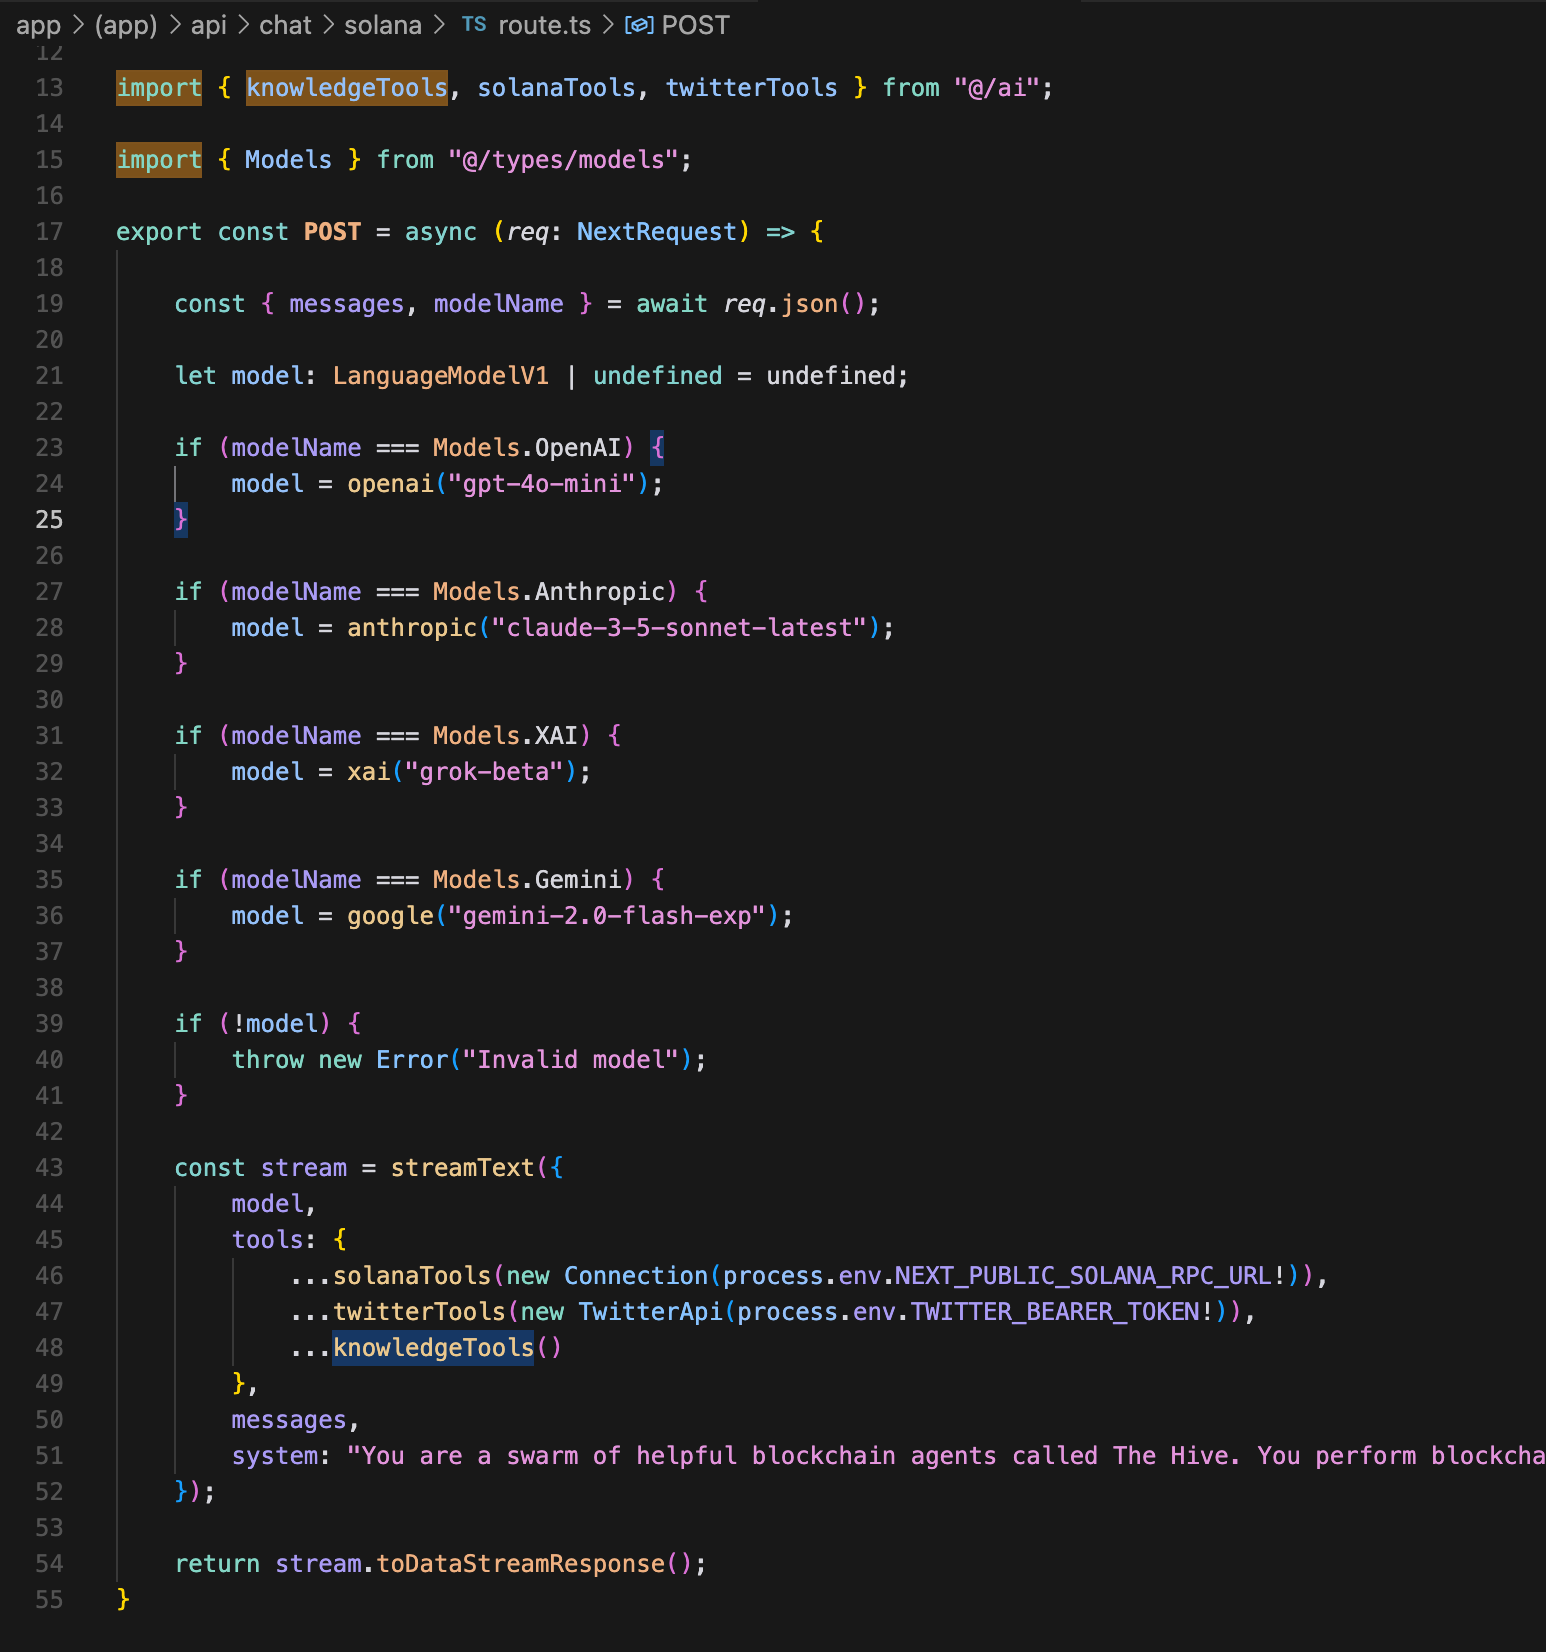 app > (app) > api > chat > solana > TS route.ts > POST
12
13 import { knowledgeTools, solanaTools, twitterTools } from "@/ai";
14
15 import { Models } from "@/types/models";
16
17 export const POST = async (req: NextRequest) => {
18
19     const { messages, modelName } = await req.json();
20
21     let model: LanguageModelV1 | undefined = undefined;
22
23     if (modelName === Models.OpenAI) {
24         model = openai("gpt-4o-mini");
25     }
26
27     if (modelName === Models.Anthropic) {
28         model = anthropic("claude-3-5-sonnet-latest");
29     }
30
31     if (modelName === Models.XAI) {
32         model = xai("grok-beta");
33     }
34
35     if (modelName === Models.Gemini) {
36         model = google("gemini-2.0-flash-exp");
37     }
38
39     if (!model) {
40         throw new Error("Invalid model");
41     }
42
43     const stream = streamText({
44         model,
45         tools: {
46             ...solanaTools(new Connection(process.env.NEXT_PUBLIC_SOLANA_RPC_URL!)),
47             ...twitterTools(new TwitterApi(process.env.TWITTER_BEARER_TOKEN!)),
48             ...knowledgeTools()
49         },
50         messages,
51         system: "You are a swarm of helpful blockchain agents called The Hive. You perform blockcha
52     });
53
54     return stream.toDataStreamResponse();
55 }